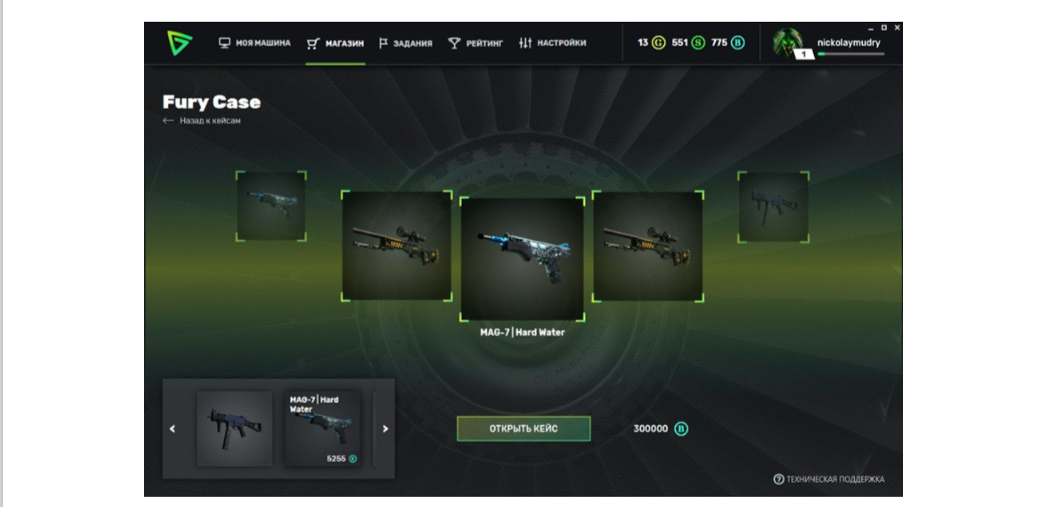 МОЯ МАШИНА МАГАЗИН ЗАДАНИЯ РЕЙТИНГ НАСТРОЙКИ 13 G 551 S 775 B nickolaymudry
1
Fury Case
Назад к кейсам
MAG-7 | Hard Water
MAG-7 | Hard
Water
5255 B
ОТКРЫТЬ КЕЙС 300000 B
? ТЕХНИЧЕСКАЯ ПОДДЕРЖКА